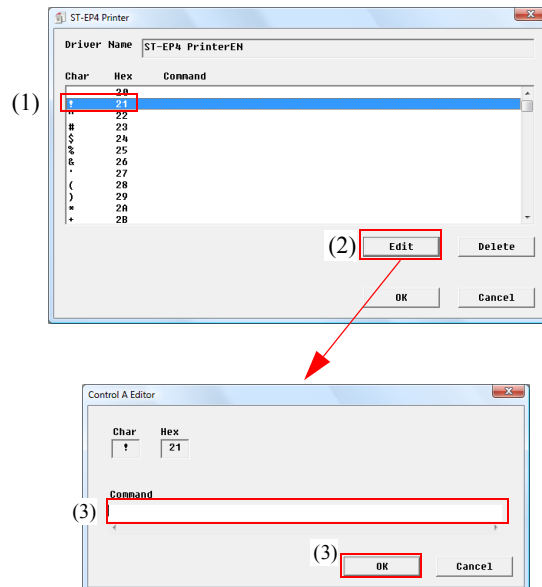 ST-EP4 Printer
Driver Name ST-EP4 PrinterEN
Char Hex Command
20
(1) ! 21
" 22
# 23
$ 24
% 25
& 26
' 27
( 28
) 29
* 2A
+ 2B
(2) Edit Delete
OK Cancel
Control A Editor
Char Hex
! 21
Command
(3)
(3) OK Cancel